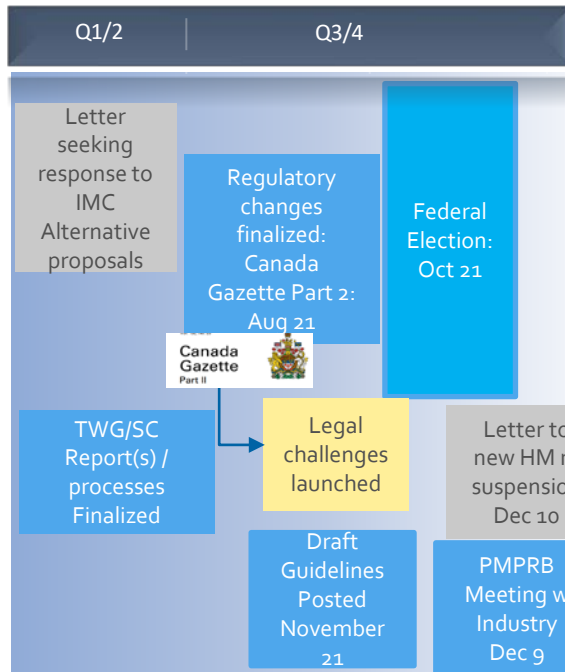 Q1/2
Q3/4
Letter
seeking
response to
IMC
Alternative
proposals
Regulatory
changes
finalized:
Canada
Gazette Part 2:
Aug 21
Federal
Election:
Oct 21
Canada
Gazette
Part II
TWG/SC
Report(s) /
processes
Finalized
Legal
challenges
launched
Letter to
new HM
suspensio
Dec 10
Draft
Guidelines
Posted
November
21
PMPRB
Meeting w
Industry
Dec 9